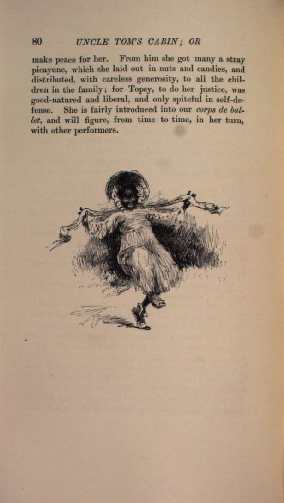 80 UNCLE TOM'S CABIN; OR
make peace for her. From him she got many a stray
picayune, which she laid out in nuts and candies, and
distributed, with careless generosity, to all the chil-
dren in the family; for Topsy, to do her justice, was
good-natured and liberal, and only spiteful in self-de-
fense. She is fairly introduced into our corps de bal-
let, and will figure, from time to time, in her turn,
with other performers.